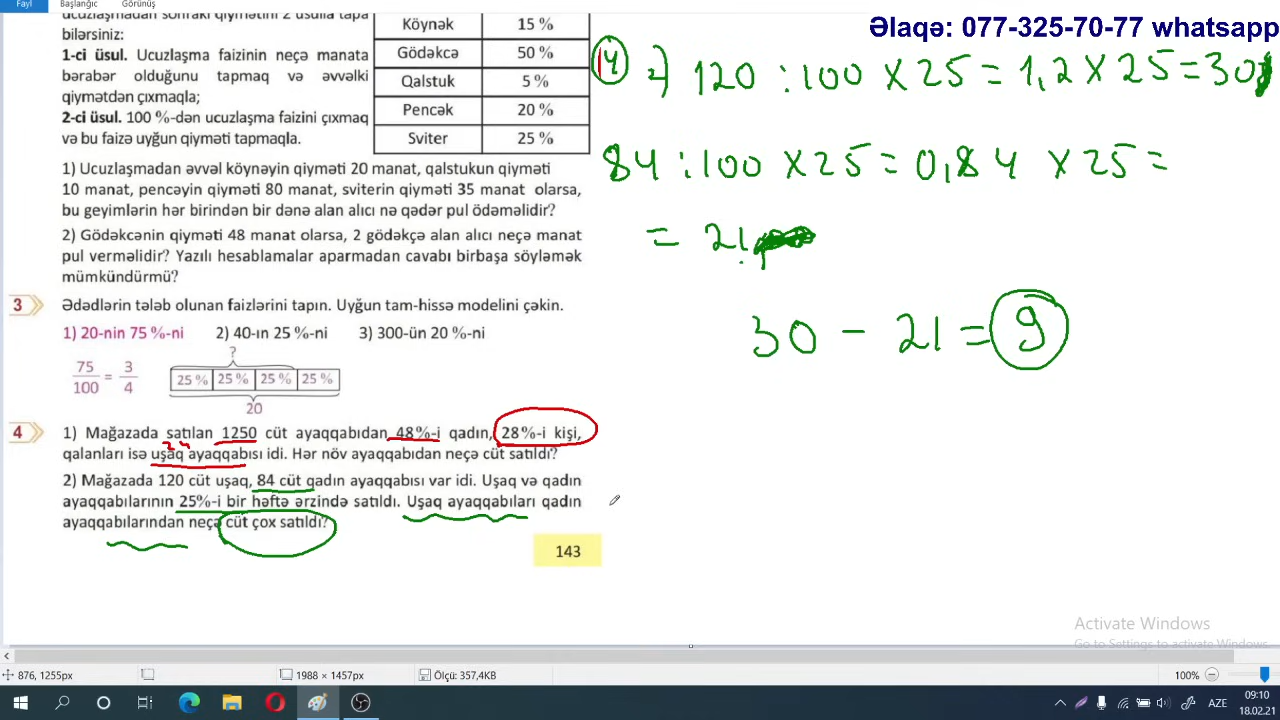 Fayl Başlanğıc Görünüş
Əlaqə: 077-325-70-77 whatsapp
ucuzlaşmadan sonrakı qiymətini 2 üsulla tapa
bilərsiniz:
1-ci üsul. Ucuzlaşma faizinin neçə manata
bərabər olduğunu tapmaq və əvvəlki
qiymətdən çıxmaqla;
2-ci üsul. 100 %-dən ucuzlaşma faizini çıxmaq
və bu faizə uyğun qiyməti tapmaqla.
Köynək 15 %
Gödəkcə 50 %
Qalstuk 5 %
Pencək 20 %
Sviter 25 %
1) Ucuzlaşmadan əvvəl köynəyin qiyməti 20 manat, qalstukun qiyməti
10 manat, pencəyin qiyməti 80 manat, sviterin qiyməti 35 manat olarsa,
bu geyimlərin hər birindən bir dənə alan alıcı nə qədər pul ödəməlidir?
2) Gödəkcənin qiyməti 48 manat olarsa, 2 gödəkçə alan alıcı neçə manat
pul verməlidir? Yazılı hesablamalar aparmadan cavabı birbaşa söyləmək
mümkündürmü?
3 Ədədlərin tələb olunan faizlərini tapın. Uyğun tam-hissə modelini çəkin.
1) 20-nin 75 %-ni 2) 40-ın 25 %-ni 3) 300-ün 20 %-ni
75/100 = 3/4
?
25 % 25 % 25 % 25 %
20
4 1) Mağazada satılan 1250 cüt ayaqqabıdan 48%-i qadın, 28%-i kişi,
24
qalanları isə uşaq ayaqqabısı idi. Hər növ ayaqqabıdan neçə cüt satıldı?
2) Mağazada 120 cüt uşaq, 84 cüt qadın ayaqqabısı var idi. Uşaq və qadın
ayaqqabılarının 25%-i bir həftə ərzində satıldı. Uşaq ayaqqabıları qadın
ayaqqabılarından neçə cüt çox satıldı?
143
4 2) 120 : 100 × 25 = 1,2 × 25 = 30
84 : 100 × 25 = 0,84 × 25 =
= 21
30 – 21 = 9
Activate Windows
Go to Settings to activate Windows.
876, 1255px 1988 × 1457px Ölçü: 357,4KB 100%
AZE 09:10
18.02.21